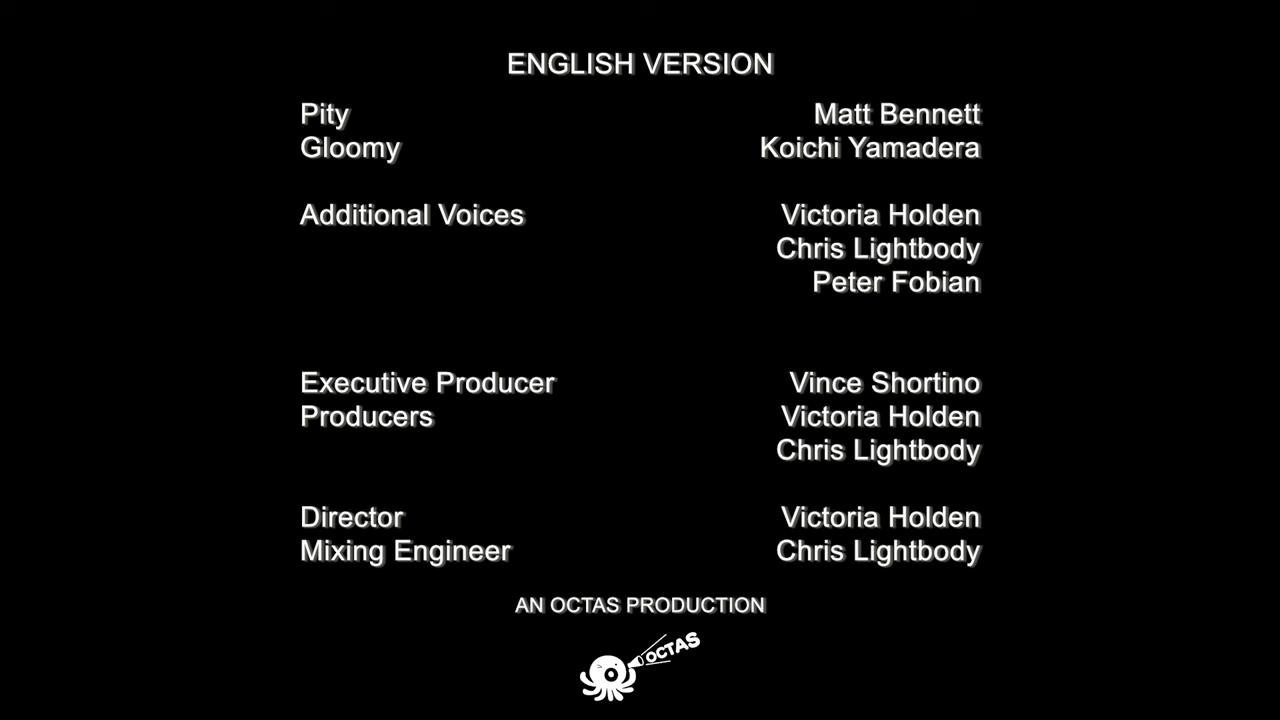 ENGLISH VERSION
Pity Matt Bennett
Gloomy Koichi Yamadera
Additional Voices Victoria Holden
Chris Lightbody
Peter Fobian
Executive Producer Vince Shortino
Producers Victoria Holden
Chris Lightbody
Director Victoria Holden
Mixing Engineer Chris Lightbody
AN OCTAS PRODUCTION
OCTAS